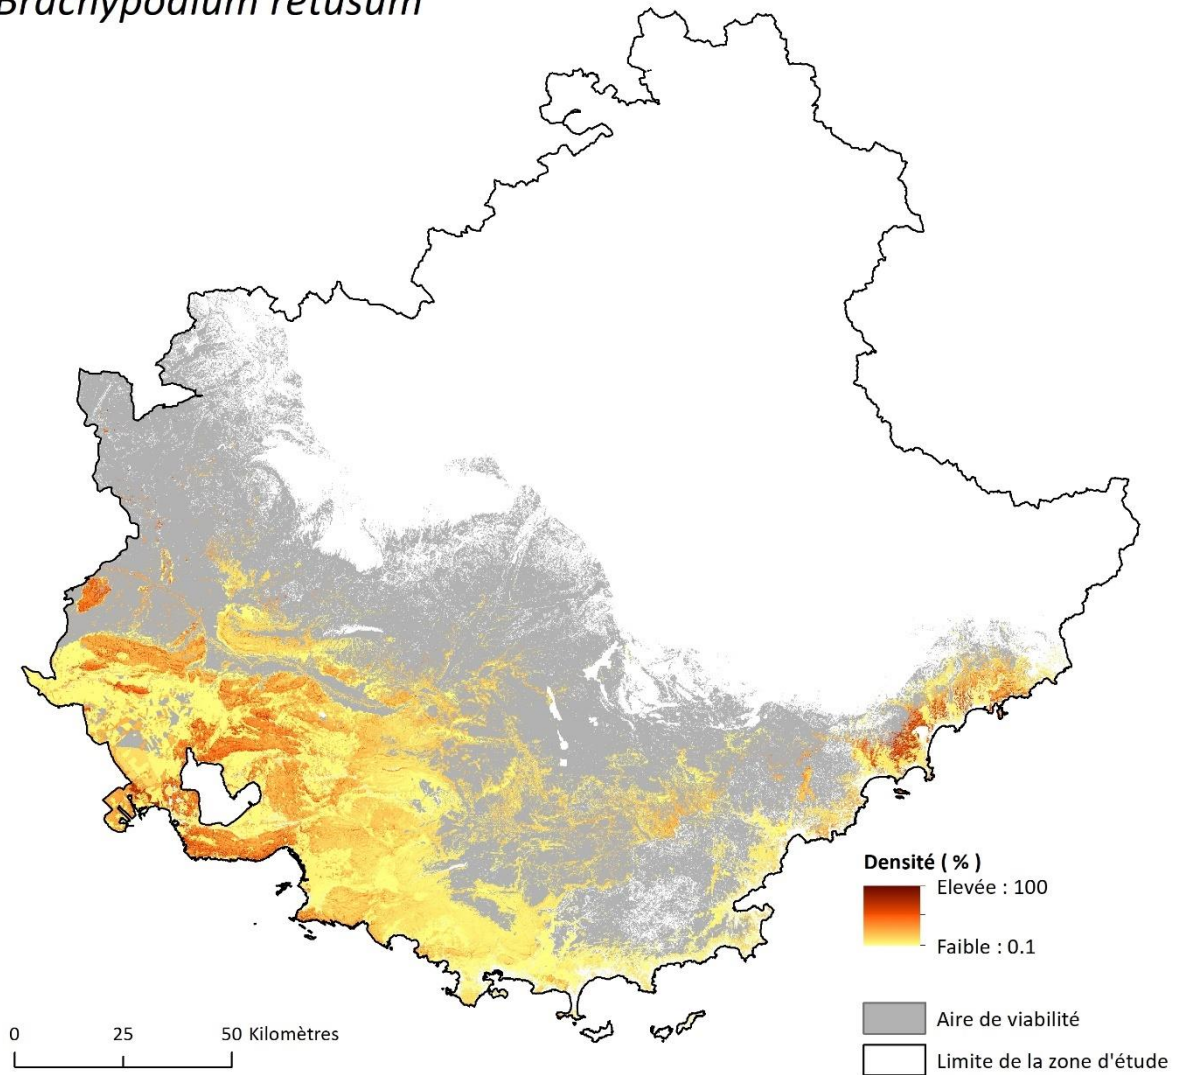 Brachypodium retusum
Densité ( % )
Elevée : 100
Faible : 0.1
Aire de viabilité
Limite de la zone d'étude
0 25 50 Kilomètres